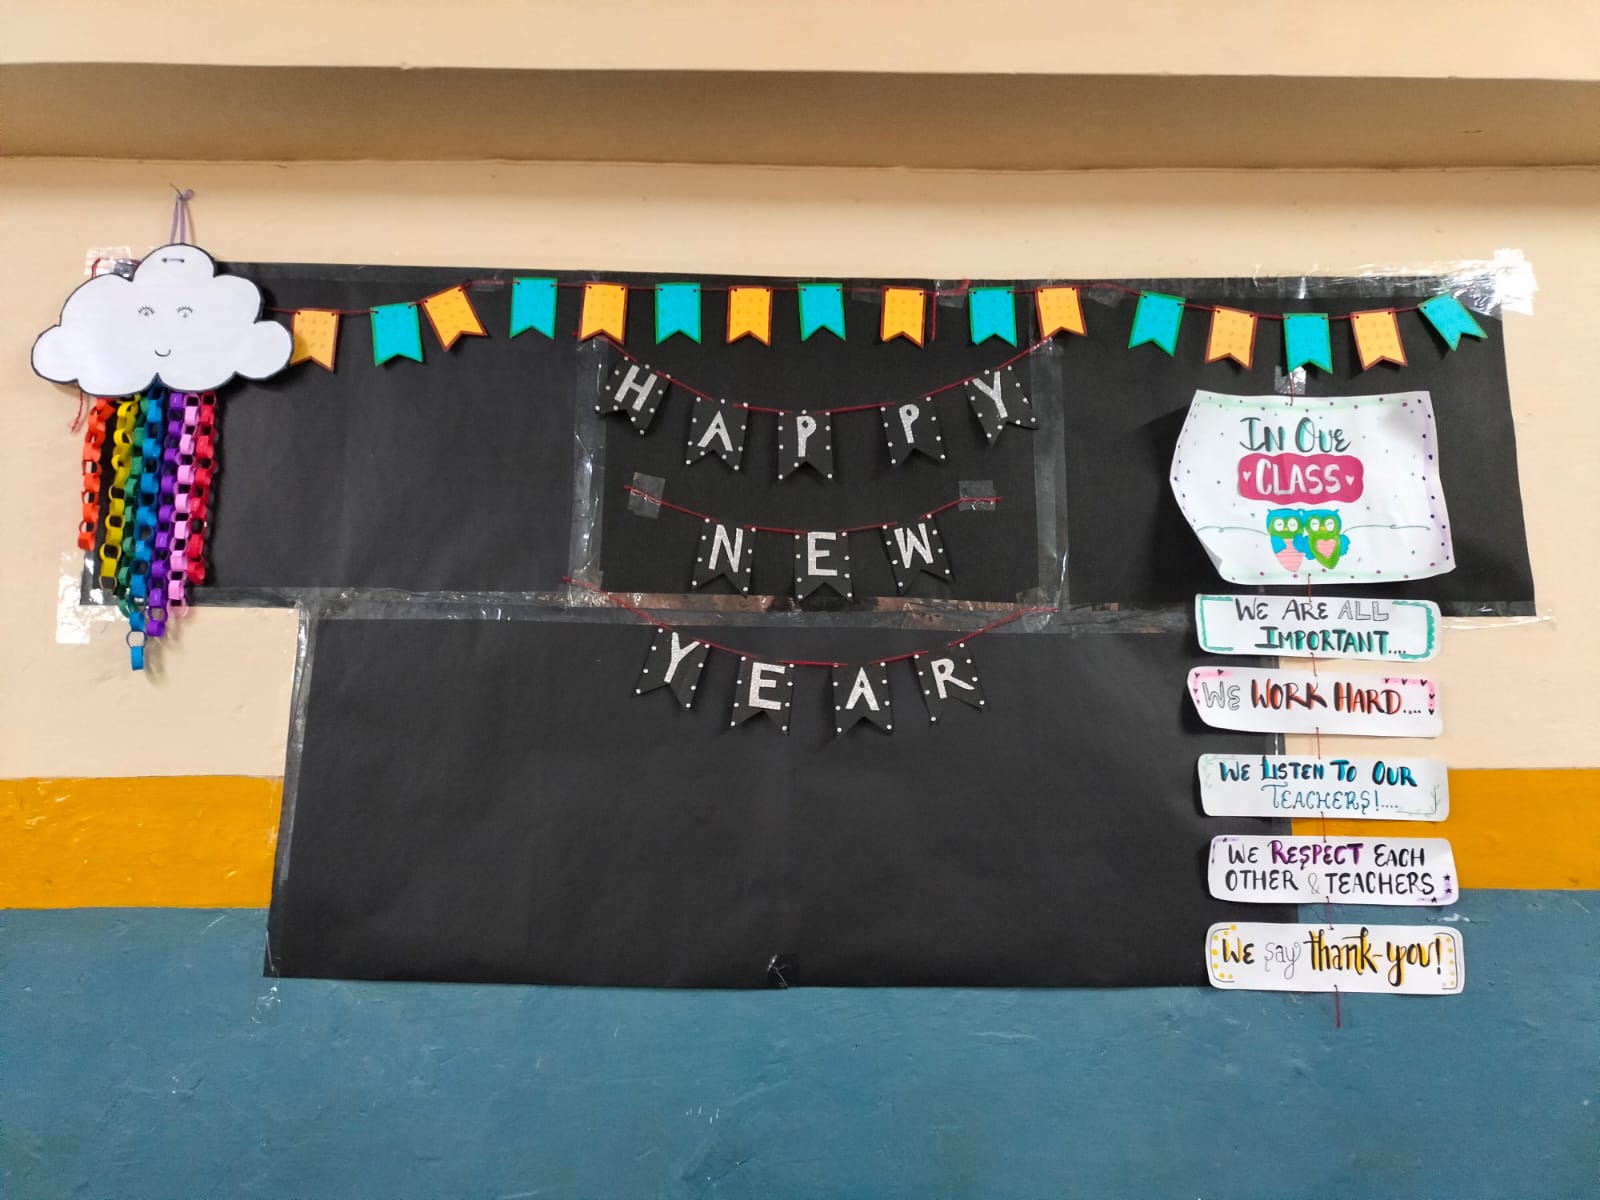 HAPPY
NEW
YEAR
IN OUR
CLASS
WE ARE ALL
IMPORTANT....
WE WORK HARD....
WE LISTEN TO OUR
TEACHERS!....
WE RESPECT EACH
OTHER & TEACHERS
WE say thank-you!